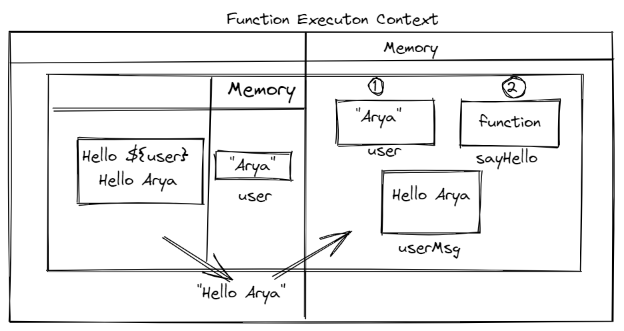 Function Executon Context
Memory
Memory
1
2
"Arya"
user
function
sayHello
Hello ${user}
Hello Arya
"Arya"
user
Hello Arya
userMsg
"Hello Arya"